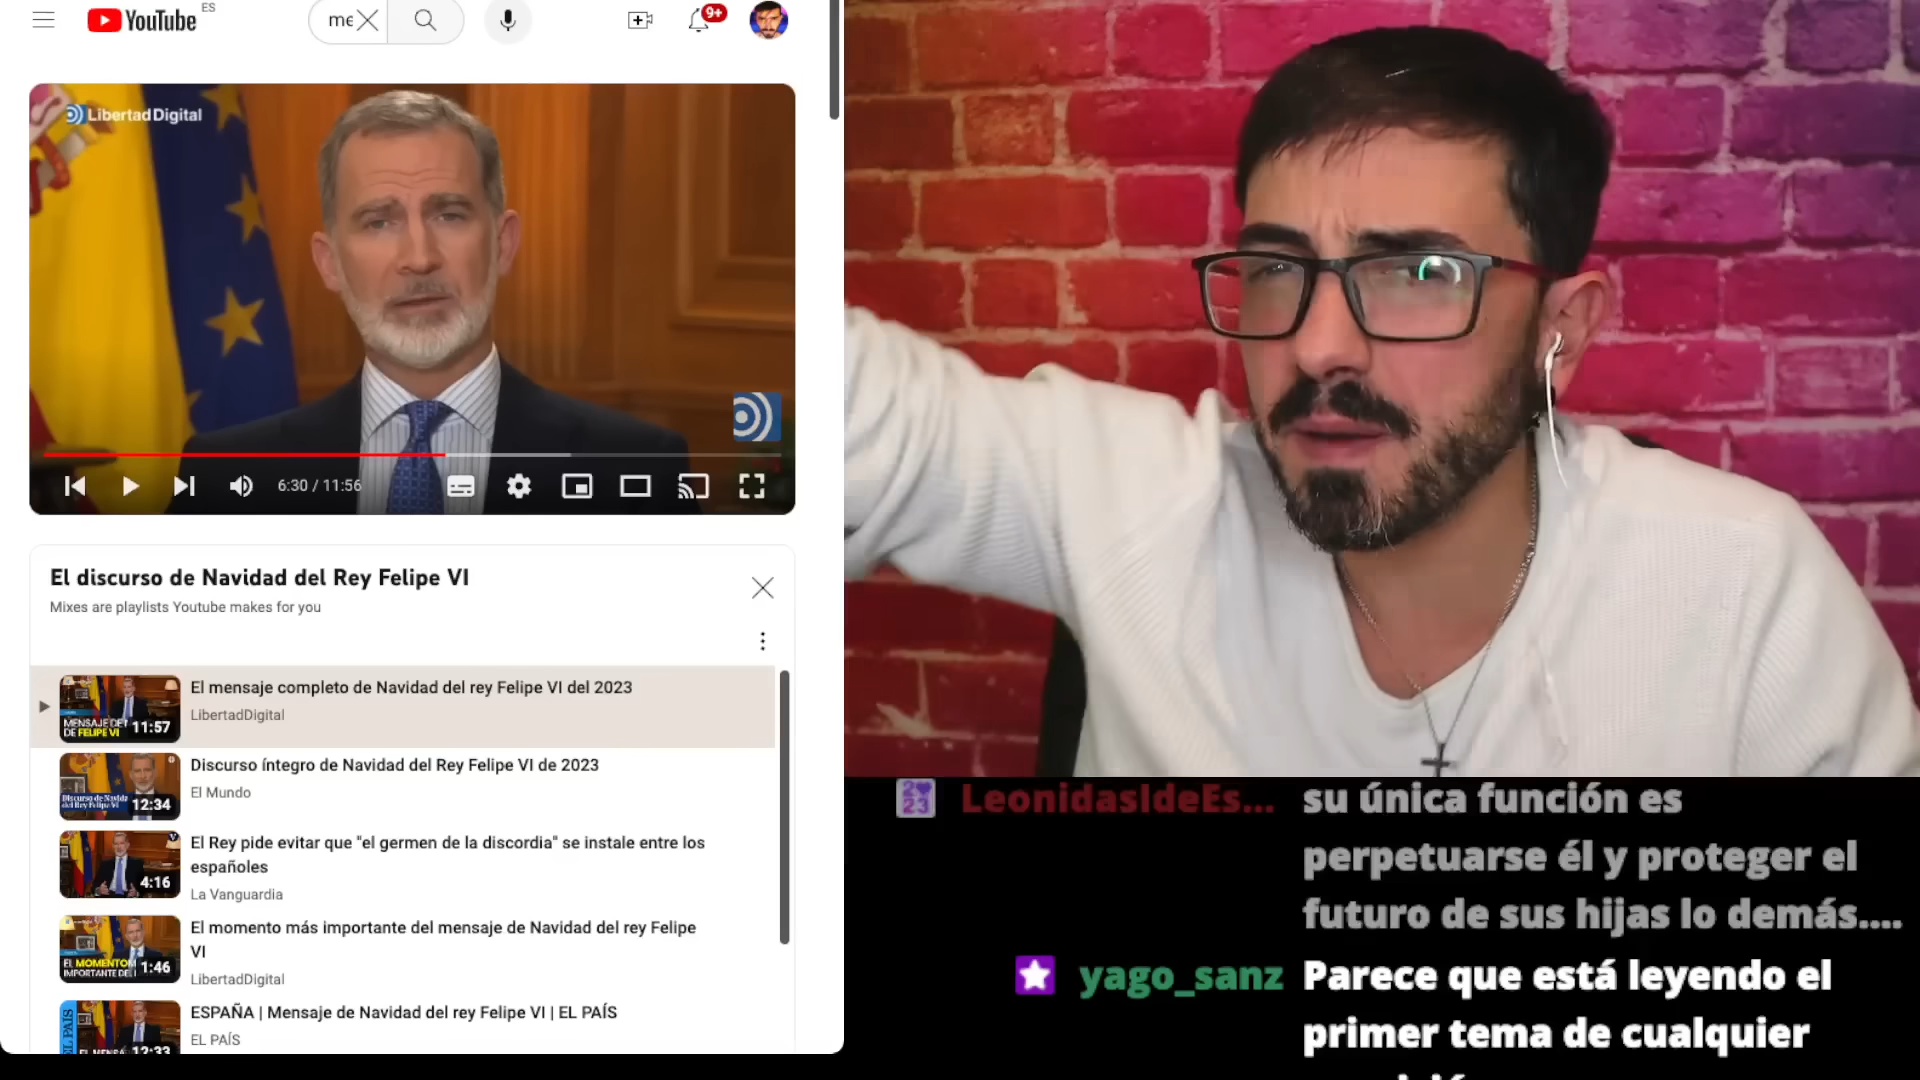 YouTube
ES
me
9+
LibertadDigital
6:30 / 11:56
El discurso de Navidad del Rey Felipe VI
Mixes are playlists Youtube makes for you
El mensaje completo de Navidad del rey Felipe VI del 2023
LibertadDigital
11:57
Discurso íntegro de Navidad del Rey Felipe VI de 2023
El Mundo
12:34
El Rey pide evitar que "el germen de la discordia" se instale entre los
españoles
La Vanguardia
4:16
El momento más importante del mensaje de Navidad del rey Felipe
VI
LibertadDigital
1:46
ESPAÑA | Mensaje de Navidad del rey Felipe VI | EL PAÍS
EL PAÍS
12:33
LeonidasIdeEs... su única función es
perpetuarse él y proteger el
futuro de sus hijas lo demás....
yago_sanz Parece que está leyendo el
primer tema de cualquier